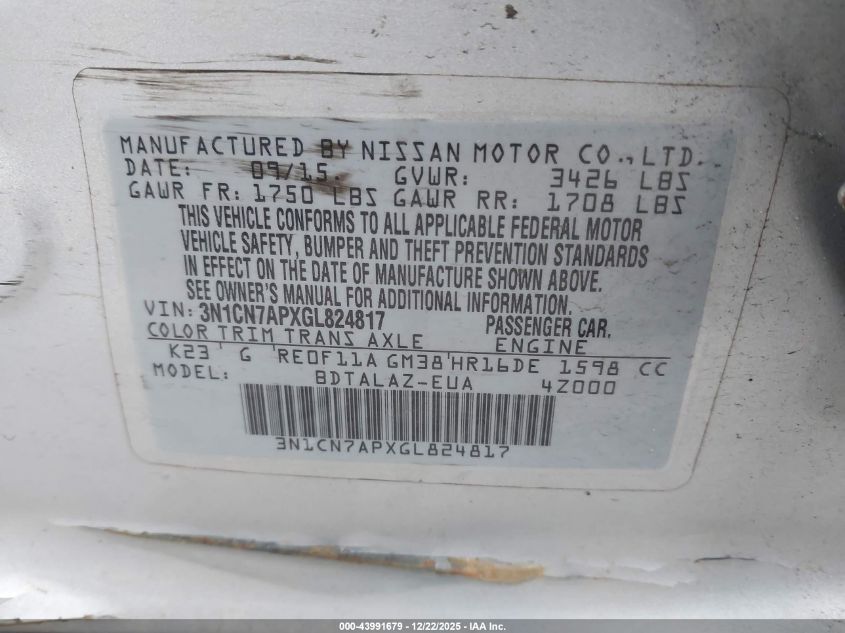 MANUFACTURED BY NISSAN MOTOR CO., LTD.
DATE: 09/15. GVWR: 3426 LBS
GAWR FR: 1750 LBS GAWR RR: 1708 LBS
THIS VEHICLE CONFORMS TO ALL APPLICABLE FEDERAL MOTOR
VEHICLE SAFETY, BUMPER AND THEFT PREVENTION STANDARDS
IN EFFECT ON THE DATE OF MANUFACTURE SHOWN ABOVE.
SEE OWNER'S MANUAL FOR ADDITIONAL INFORMATION.
VIN: 3N1CN7APXGL824817 PASSENGER CAR.
COLOR TRIM TRANS AXLE ENGINE
K23 G RE0F11A GM38 HR16DE 1598 CC
MODEL: BDTALAZ-EUA 4Z000
3N1CN7APXGL824817
000-43991679 - 12/22/2025 - IAA Inc.